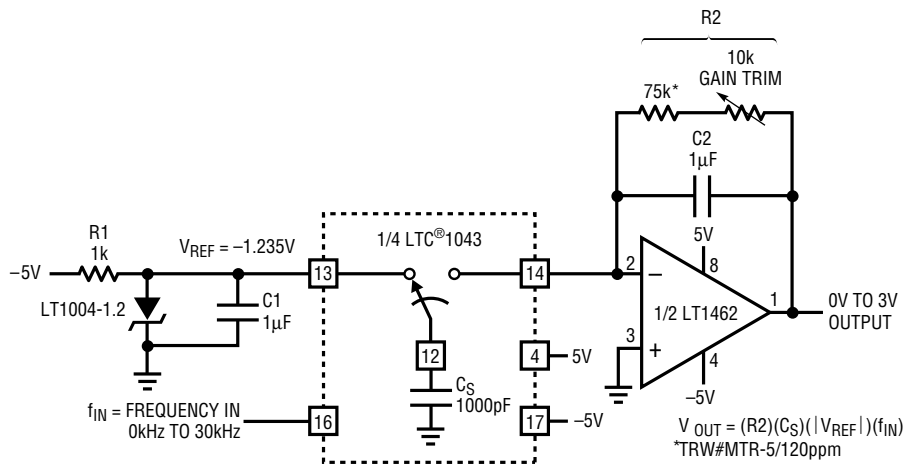 R2
10k
GAIN TRIM
75k*
C2
1µF
R1
1k
VREF = –1.235V
1/4 LTC®1043
5V
–5V
13
14
2
–
8
LT1004-1.2
C1
1µF
1/2 LT1462
1
0V TO 3V
OUTPUT
12
4
5V
3
+
4
CS
1000pF
–5V
fIN = FREQUENCY IN
0kHz TO 30kHz
16
17
–5V
V OUT = (R2)(CS)(|VREF|)(fIN)
*TRW#MTR-5/120ppm